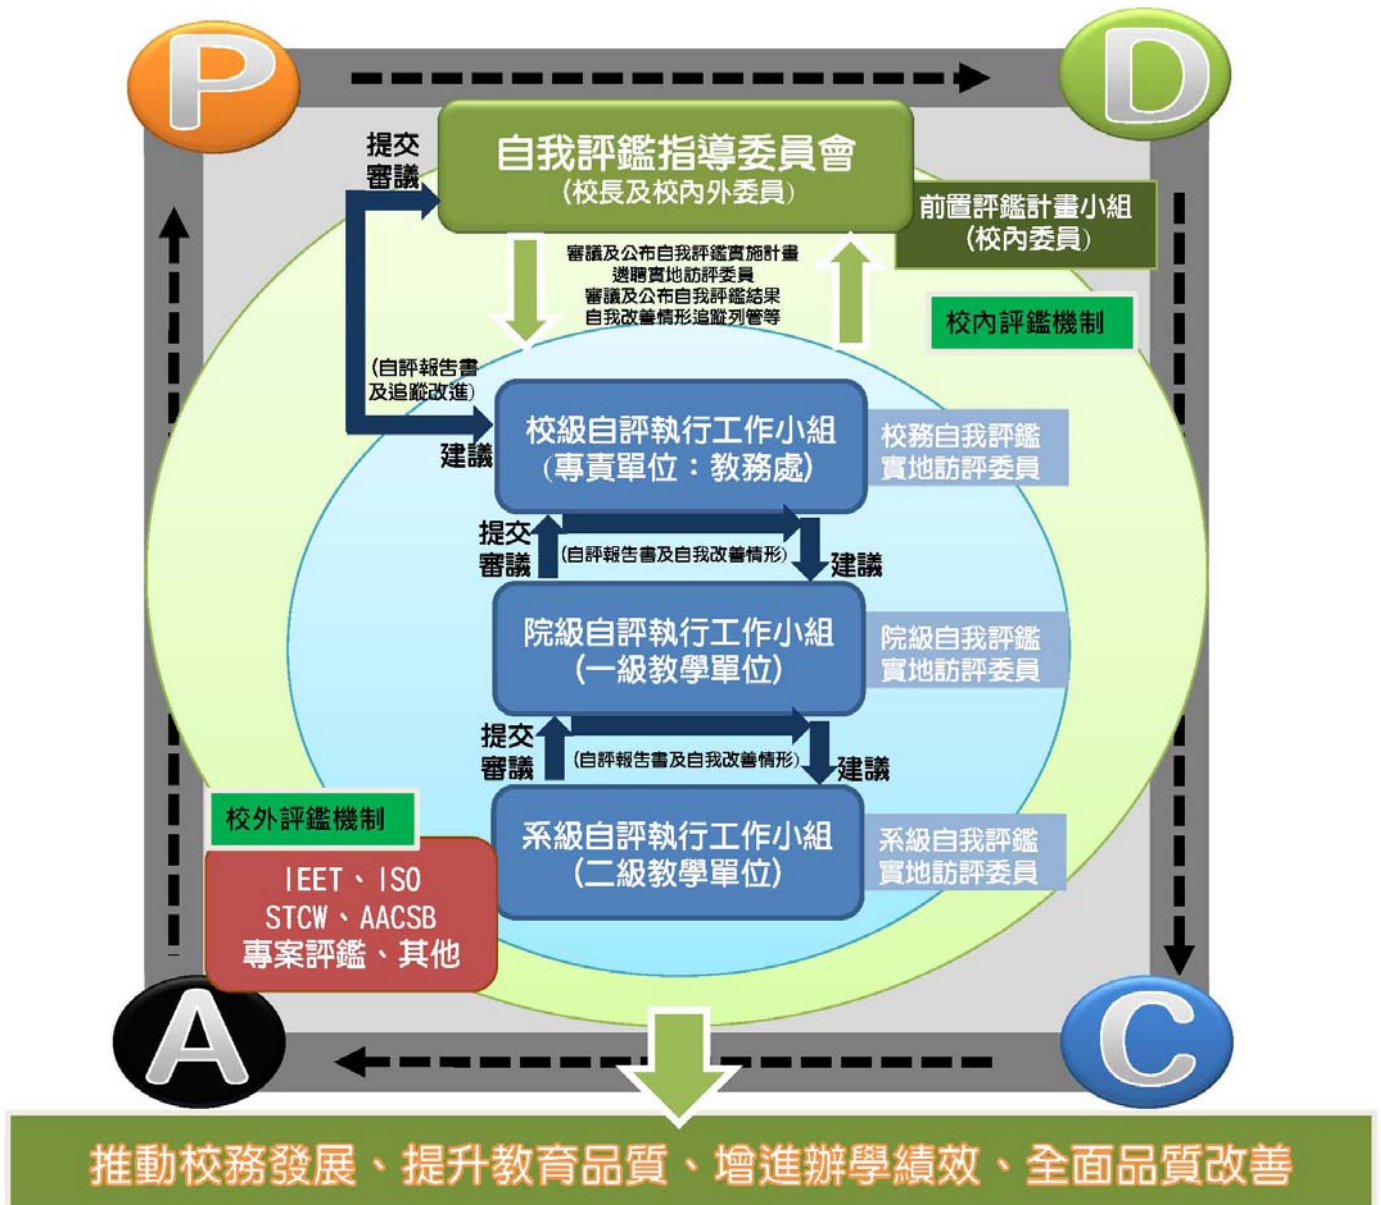 P
D
自我評鑑指導委員會
(校長及校內外委員)
提交
審議
前置評鑑計畫小組
(校內委員)
審議及公布自我評鑑實施計畫
遴聘實地訪評委員
審議及公布自我評鑑結果
自我改善情形追蹤列管等
校內評鑑機制
(自評報告書
及追蹤改進)
建議
校級自評執行工作小組
(專責單位：教務處)
校務自我評鑑
實地訪評委員
提交
審議
(自評報告書及自我改善情形)
建議
院級自評執行工作小組
(一級教學單位)
院級自我評鑑
實地訪評委員
提交
審議
(自評報告書及自我改善情形)
建議
系級自評執行工作小組
(二級教學單位)
系級自我評鑑
實地訪評委員
校外評鑑機制
IEET、ISO
STCW、AACSB
專案評鑑、其他
A
C
推動校務發展、提升教育品質、增進辦學績效、全面品質改善